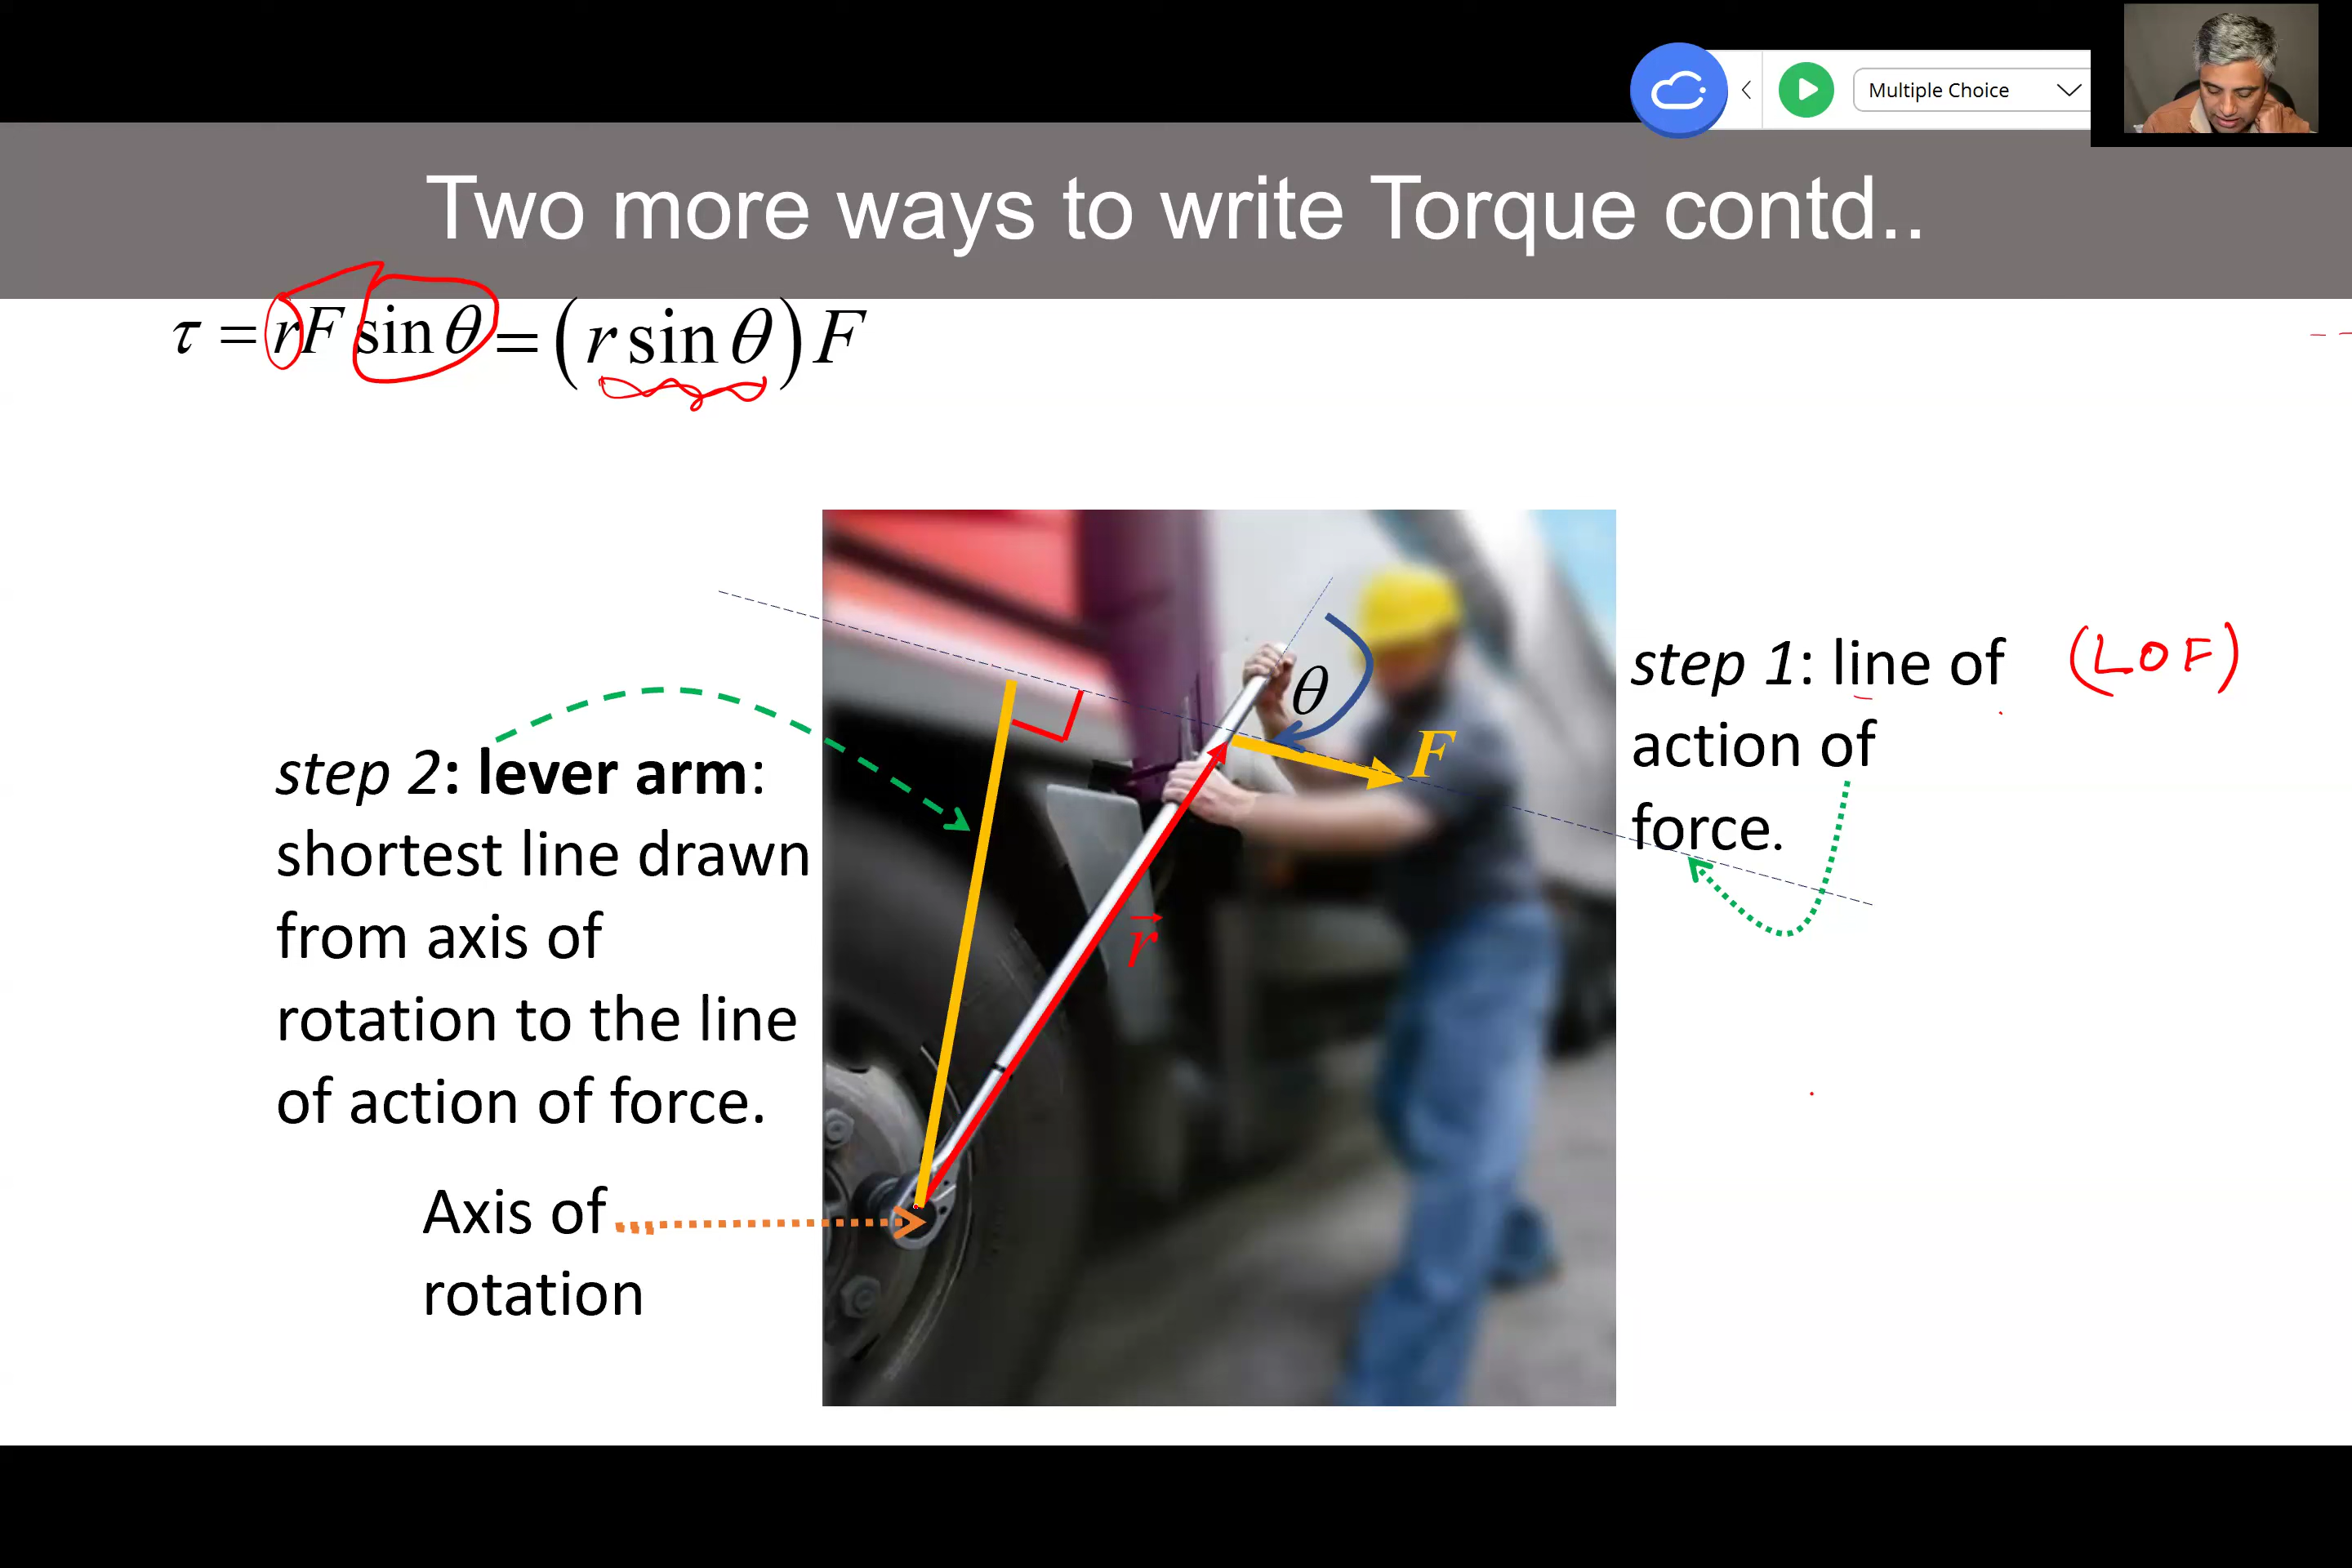 Multiple Choice
Two more ways to write Torque contd..
τ = rF sin θ = (r sin θ) F
step 1: line of (LOF)
action of
force.
θ
F
r⃗
step 2: lever arm:
shortest line drawn
from axis of
rotation to the line
of action of force.
Axis of
rotation